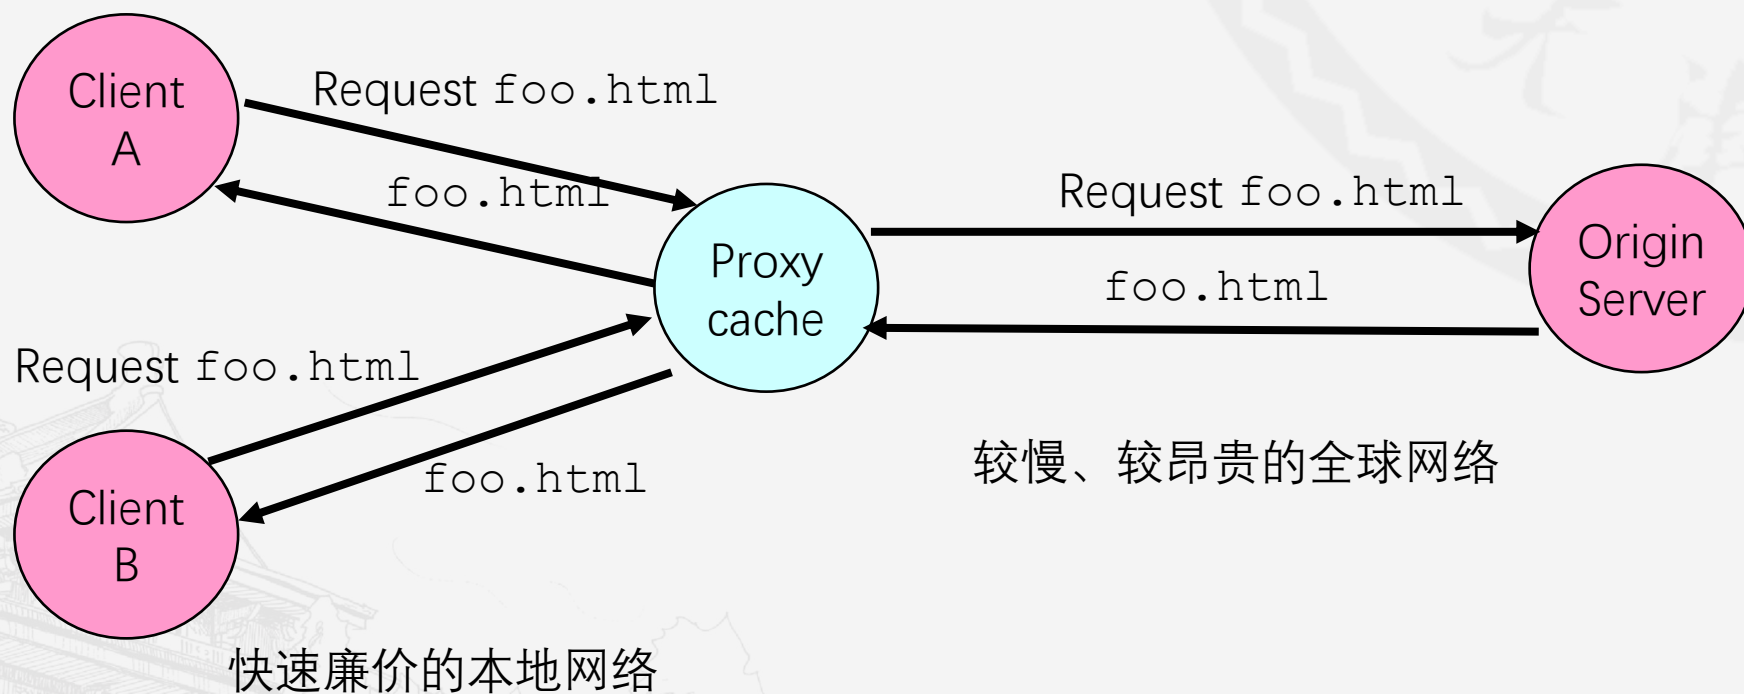 Client
A
Request foo.html
foo.html
Proxy
cache
Request foo.html
foo.html
Origin
Server
Request foo.html
foo.html
Client
B
较慢、较昂贵的全球网络
快速廉价的本地网络